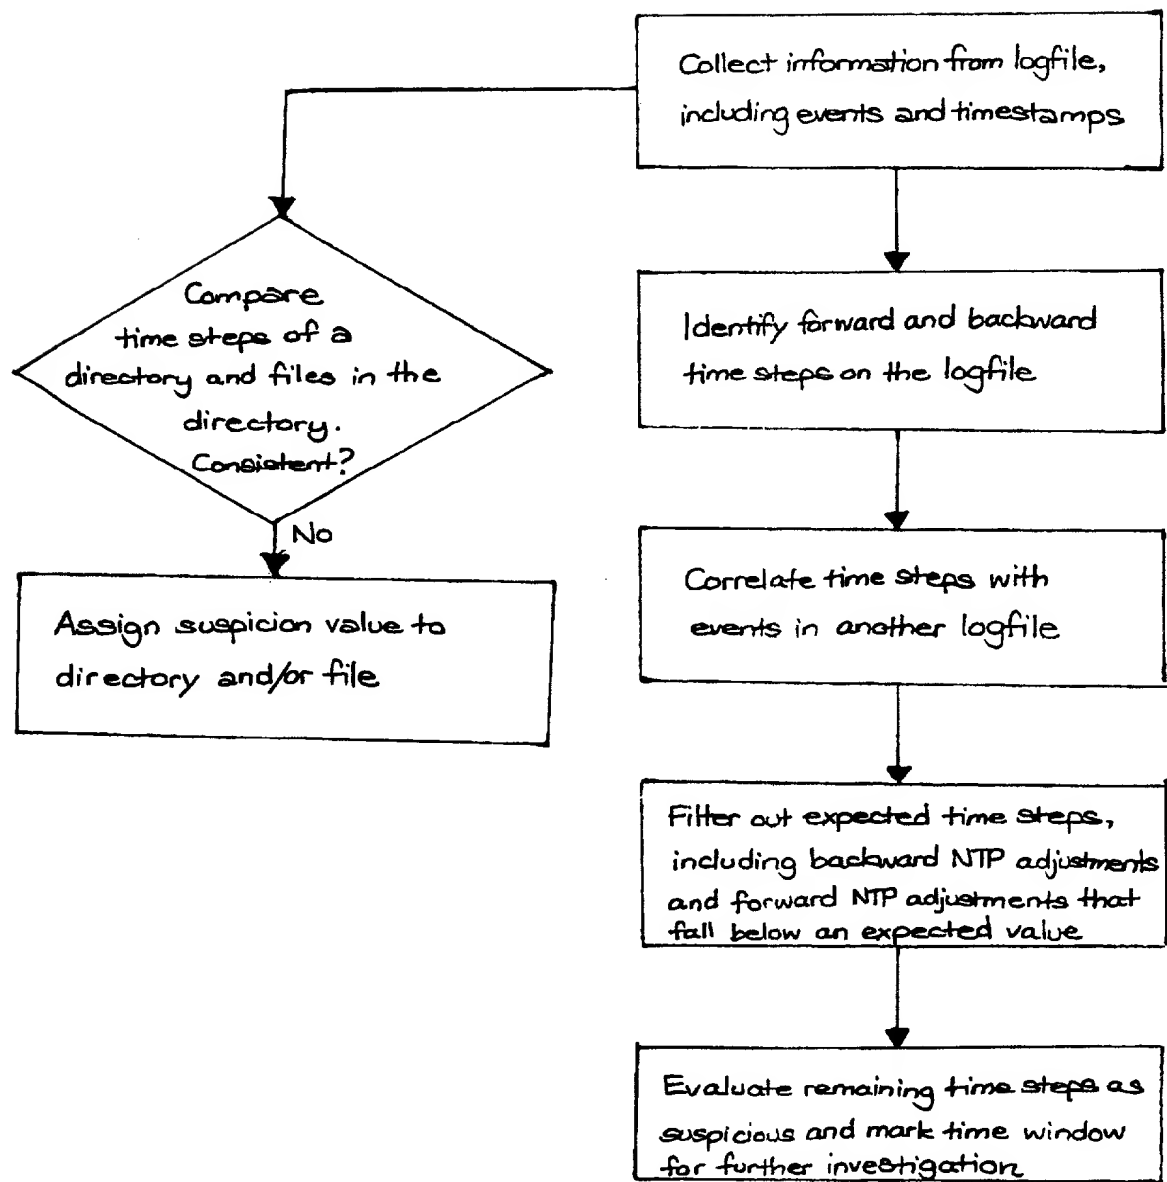 Collect information from logfile,
including events and timestamps
Compare
time steps of a
directory and files in the
directory.
Consistent?
No
Assign suspicion value to
directory and/or file
Identify forward and backward
time steps on the logfile
Correlate time steps with
events in another logfile
Filter out expected time steps,
including backward NTP adjustments
and forward NTP adjustments that
fall below an expected value
Evaluate remaining time steps as
suspicious and mark time window
for further investigation